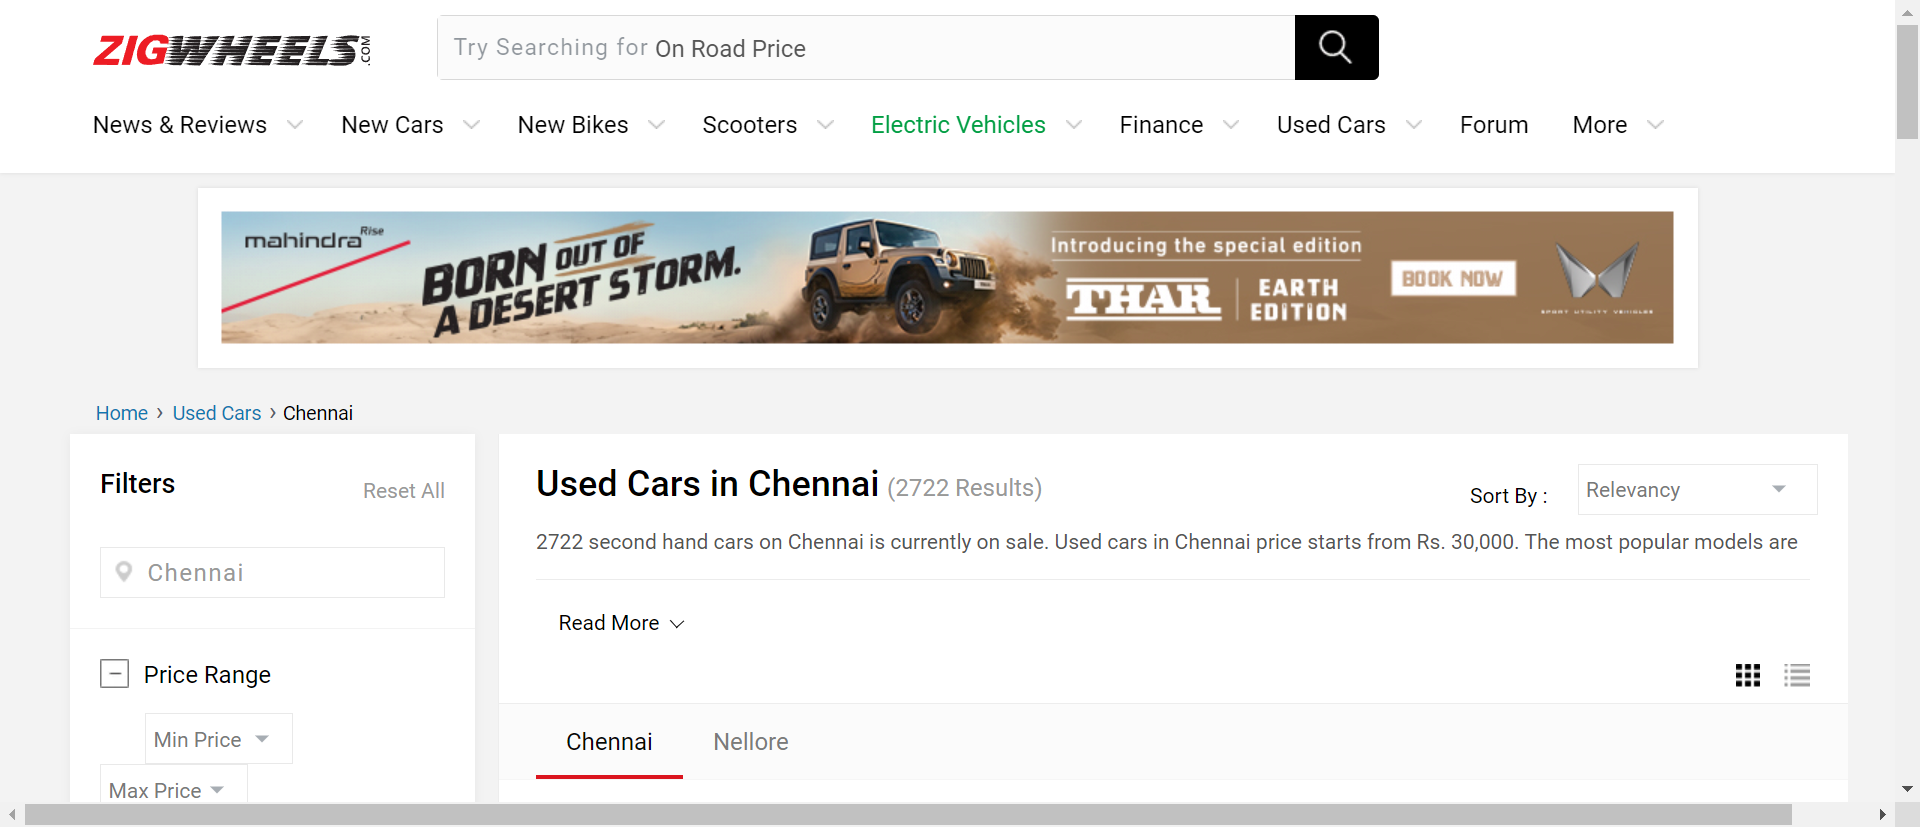 ZIGWHEELS.COM
Try Searching for On Road Price
News & Reviews New Cars New Bikes Scooters Electric Vehicles Finance Used Cars Forum More
mahindra Rise
BORN OUT OF
A DESERT STORM.
Introducing the special edition
THAR EARTH
EDITION
BOOK NOW
SPORT UTILITY VEHICLES
Home › Used Cars › Chennai
Filters
Reset All
Chennai
Price Range
Min Price
Max Price
Used Cars in Chennai (2722 Results)
Sort By : Relevancy
2722 second hand cars on Chennai is currently on sale. Used cars in Chennai price starts from Rs. 30,000. The most popular models are
Read More
Chennai Nellore